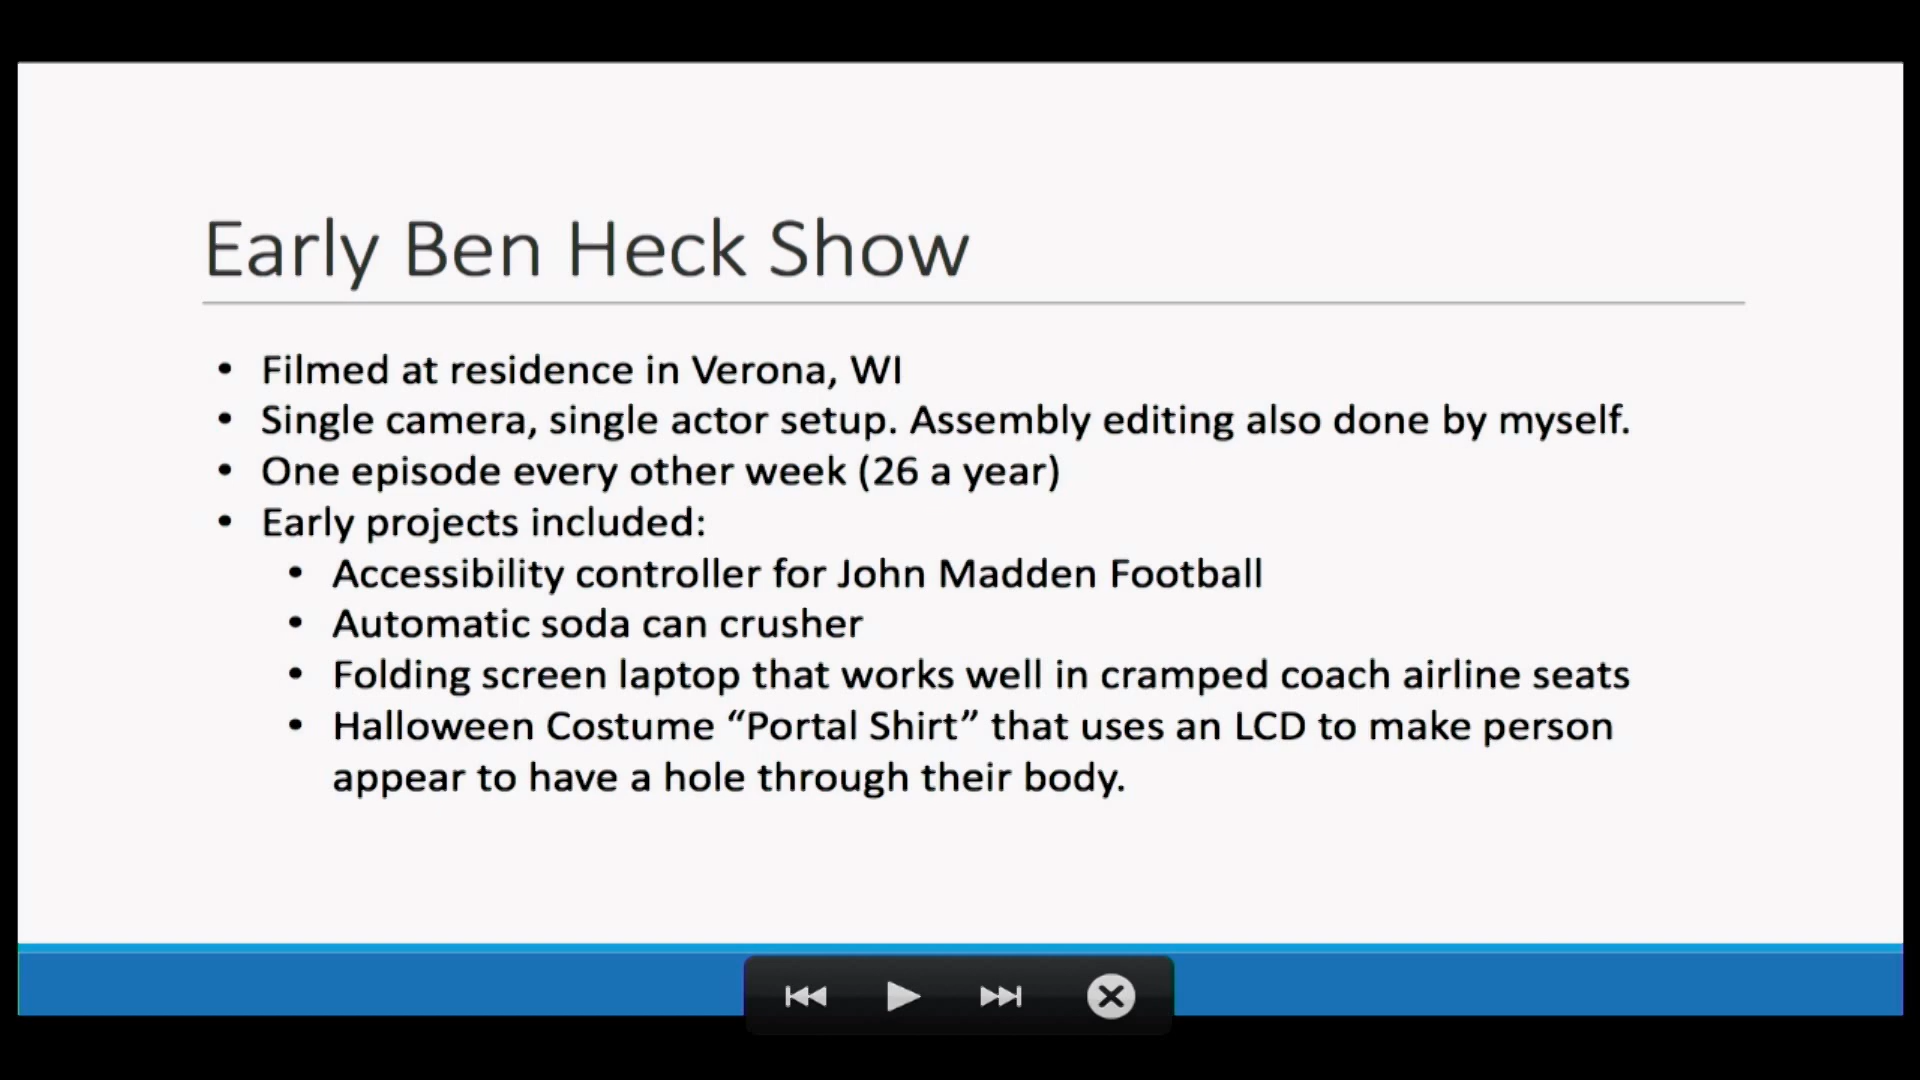 Early Ben Heck Show
• Filmed at residence in Verona, WI
• Single camera, single actor setup. Assembly editing also done by myself.
• One episode every other week (26 a year)
• Early projects included:
• Accessibility controller for John Madden Football
• Automatic soda can crusher
• Folding screen laptop that works well in cramped coach airline seats
• Halloween Costume “Portal Shirt” that uses an LCD to make person
appear to have a hole through their body.